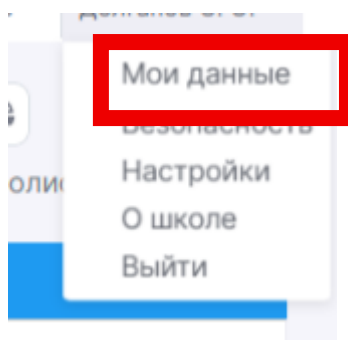 Мои данные
Безопасность
Настройки
О школе
Выйти